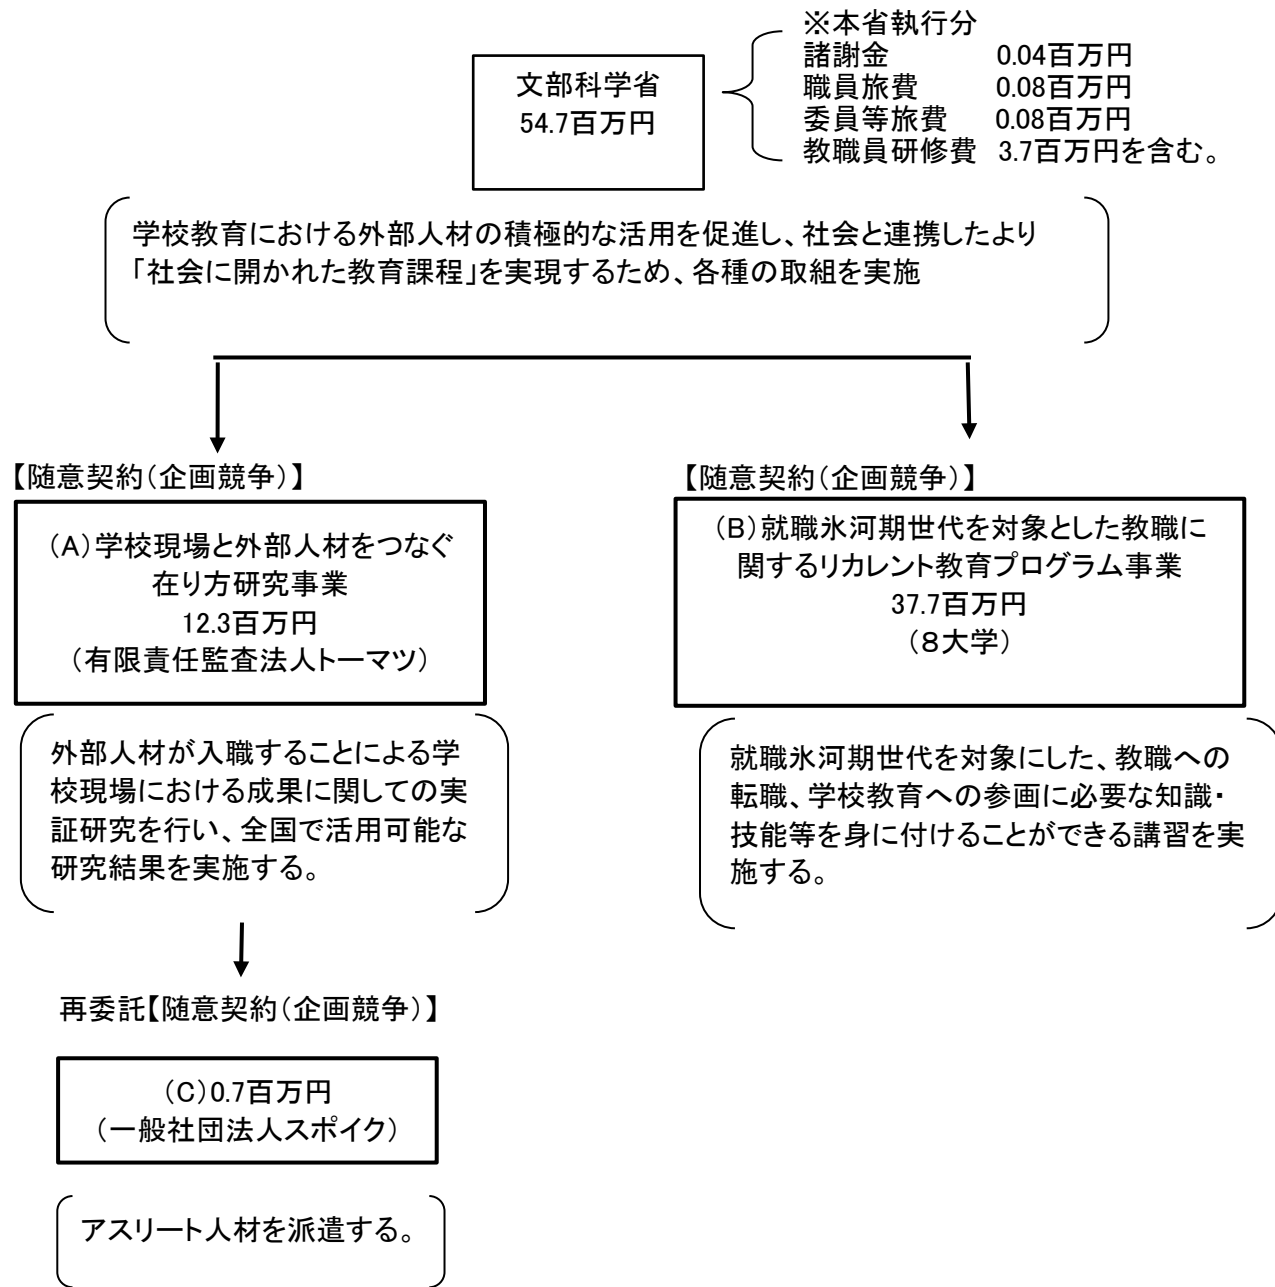 ※本省執行分
諸謝金 0.04百万円
職員旅費 0.08百万円
委員等旅費 0.08百万円
教職員研修費 3.7百万円を含む。
文部科学省
54.7百万円
学校教育における外部人材の積極的な活用を促進し、社会と連携したより
「社会に開かれた教育課程」を実現するため、各種の取組を実施
【随意契約(企画競争)】
(A)学校現場と外部人材をつなぐ
在り方研究事業
12.3百万円
(有限責任監査法人トーマツ)
外部人材が入職することによる学
校現場における成果に関しての実
証研究を行い、全国で活用可能な
研究結果を実施する。
再委託【随意契約(企画競争)】
(C)0.7百万円
(一般社団法人スポイク)
アスリート人材を派遣する。
【随意契約(企画競争)】
(B)就職氷河期世代を対象とした教職に
関するリカレント教育プログラム事業
37.7百万円
(8大学)
就職氷河期世代を対象にした、教職への
転職、学校教育への参画に必要な知識・
技能等を身に付けることができる講習を実
施する。